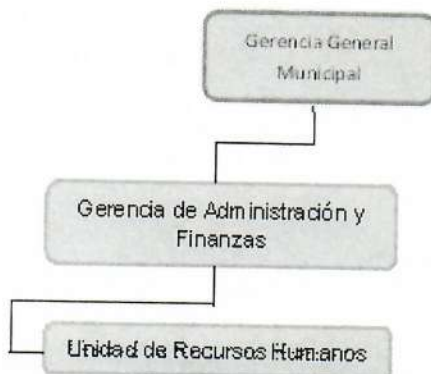 Gerencia General
Municipal
Gerencia de Administración y
Finanzas
Unidad de Recursos Humanos